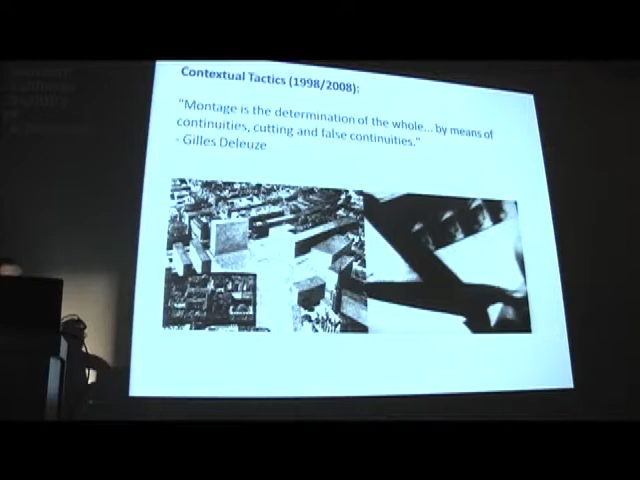 Contextual Tactics (1998/2008):
"Montage is the determination of the whole... by means of
continuities, cutting and false continuities."
- Gilles Deleuze